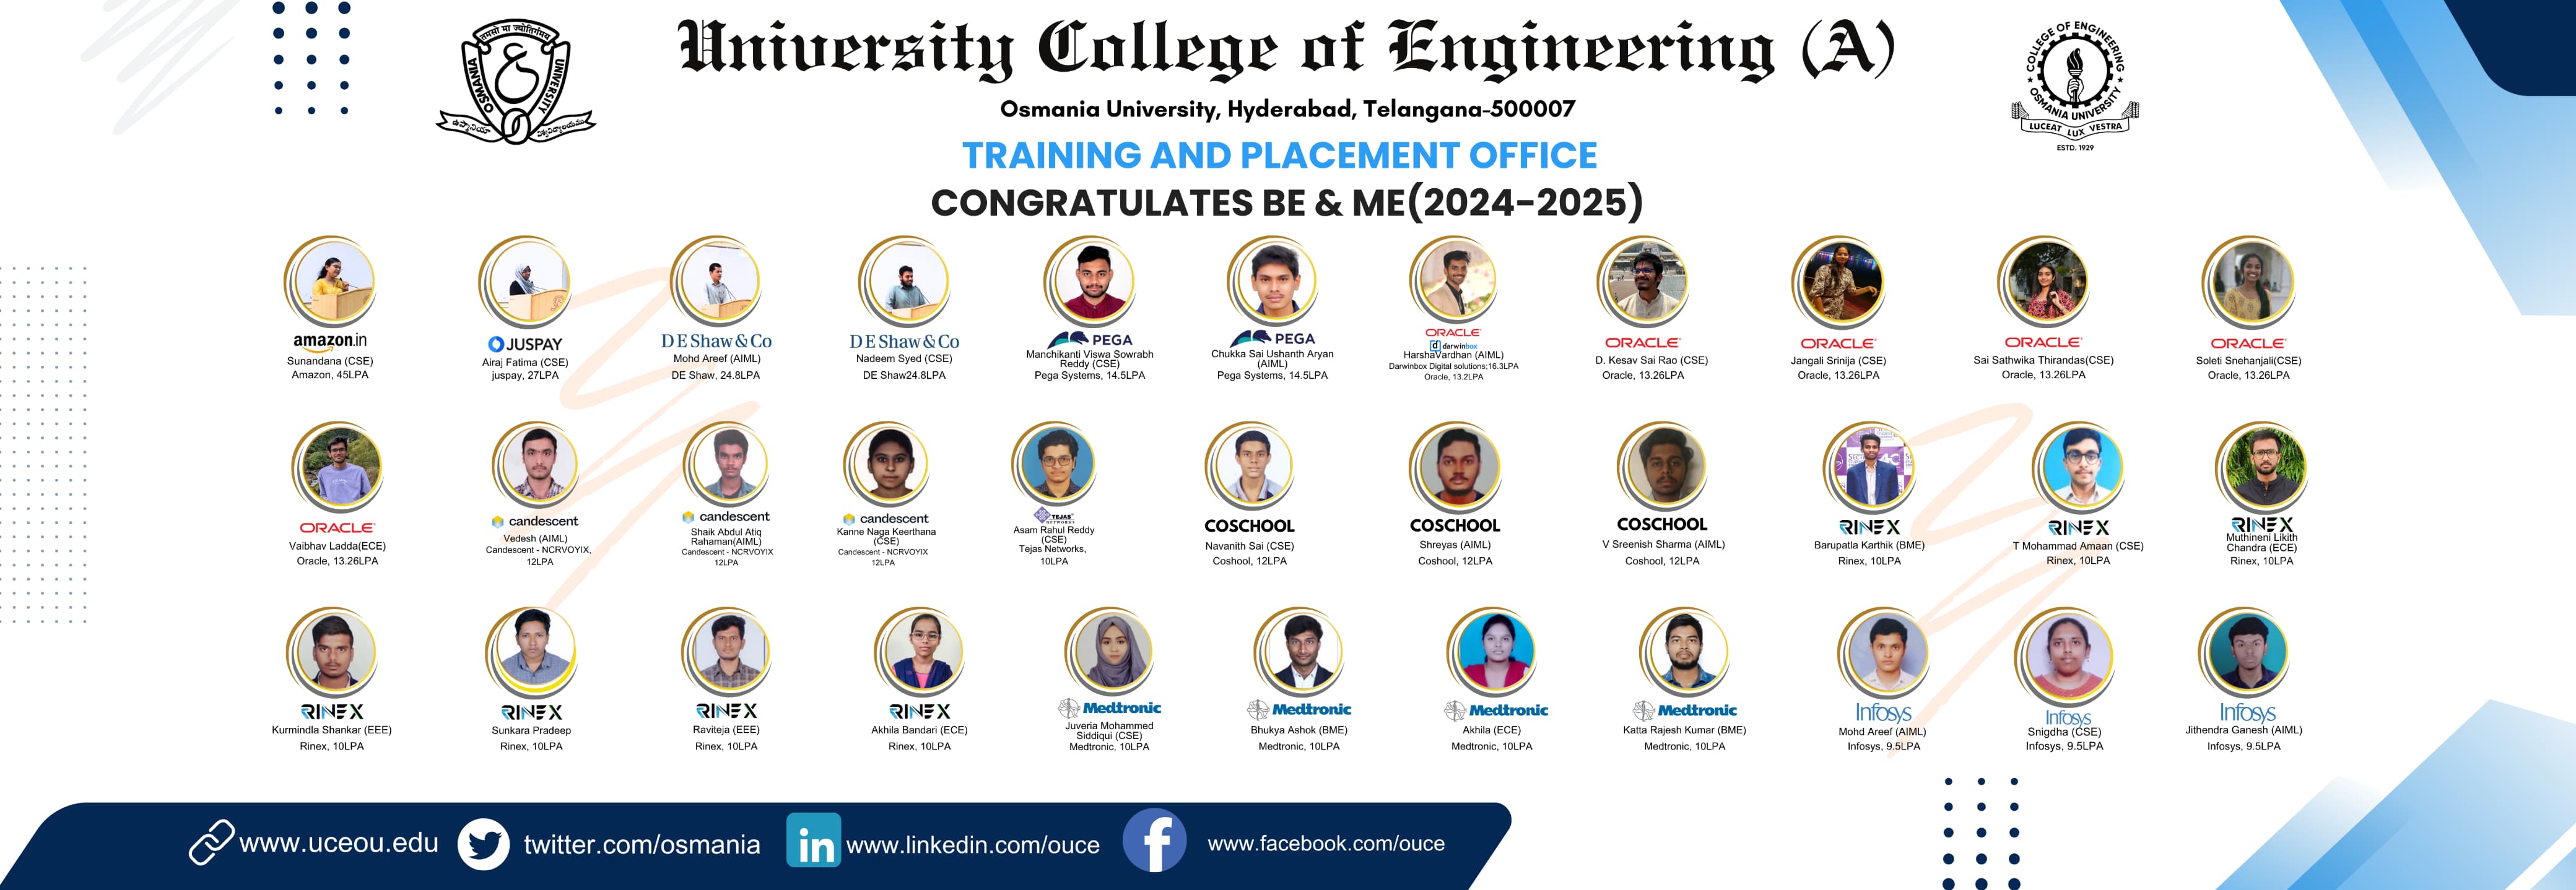 तमसो मा ज्योतिर्गमय
OSMANIA
UNIVERSITY
ఉస్మానియా
University College of Engineering (A)
Osmania University, Hyderabad, Telangana-500007
TRAINING AND PLACEMENT OFFICE
CONGRATULATES BE & ME(2024-2025)
COLLEGE OF ENGINEERING
OSMANIA UNIVERSITY
LUCEAT LUX VESTRA
ESTD. 1929
amazon.in
Sunandana (CSE)
Amazon, 45LPA
JUSPAY
Airaj Fatima (CSE)
juspay, 27LPA
DE Shaw & Co
Mohd Areef (AIML)
DE Shaw, 24.8LPA
DE Shaw & Co
Nadeem Syed (CSE)
DE Shaw24.8LPA
PEGA
Manchikanti Viswa Sowrabh
Reddy (CSE)
Pega Systems, 14.5LPA
PEGA
Chukka Sai Ushanth Aryan
(AIML)
Pega Systems, 14.5LPA
ORACLE
darwinbox
HarshaVardhan (AIML)
Darwinbox Digital solutions;16.3LPA
Oracle, 13.2LPA
ORACLE
D. Kesav Sai Rao (CSE)
Oracle, 13.26LPA
ORACLE
Jangali Srinija (CSE)
Oracle, 13.26LPA
ORACLE
Sai Sathwika Thirandas(CSE)
Oracle, 13.26LPA
ORACLE
Soleti Snehanjali(CSE)
Oracle, 13.26LPA
ORACLE
Vaibhav Ladda(ECE)
Oracle, 13.26LPA
candescent
Vedesh (AIML)
Candescent - NCRVOYIX,
12LPA
candescent
Shaik Abdul Atiq
Rahaman(AIML)
Candescent - NCRVOYIX
12LPA
candescent
Kanne Naga Keerthana
(CSE)
Candescent - NCRVOYIX
12LPA
TEJAS
NETWORKS
Asam Rahul Reddy
(CSE)
Tejas Networks,
10LPA
COSCHOOL
Navanith Sai (CSE)
Coshool, 12LPA
COSCHOOL
Shreyas (AIML)
Coshool, 12LPA
COSCHOOL
V Sreenish Sharma (AIML)
Coshool, 12LPA
RINEX
Barupatla Karthik (BME)
Rinex, 10LPA
RINEX
T Mohammad Amaan (CSE)
Rinex, 10LPA
RINEX
Muthineni Likith
Chandra (ECE)
Rinex, 10LPA
RINEX
Kurmindla Shankar (EEE)
Rinex, 10LPA
RINEX
Sunkara Pradeep
Rinex, 10LPA
RINEX
Raviteja (EEE)
Rinex, 10LPA
RINEX
Akhila Bandari (ECE)
Rinex, 10LPA
Medtronic
Juveria Mohammed
Siddiqui (CSE)
Medtronic, 10LPA
Medtronic
Bhukya Ashok (BME)
Medtronic, 10LPA
Medtronic
Akhila (ECE)
Medtronic, 10LPA
Medtronic
Katta Rajesh Kumar (BME)
Medtronic, 10LPA
Infosys
Mohd Areef (AIML)
Infosys, 9.5LPA
Infosys
Snigdha (CSE)
Infosys, 9.5LPA
Infosys
Jithendra Ganesh (AIML)
Infosys, 9.5LPA
www.uceou.edu
twitter.com/osmania
in
www.linkedin.com/ouce
f
www.facebook.com/ouce